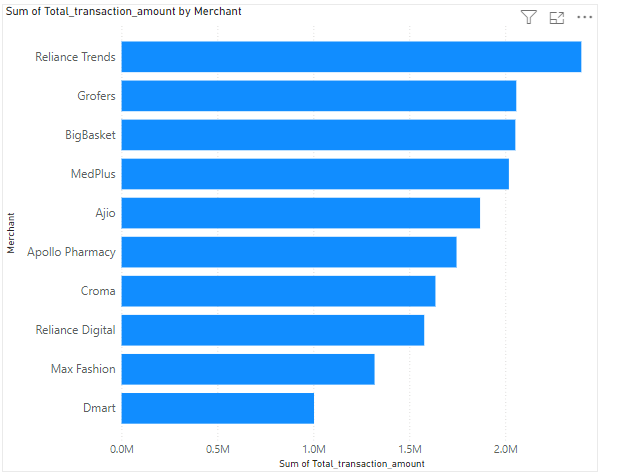 Sum of Total_transaction_amount by Merchant
Reliance Trends
Grofers
BigBasket
MedPlus
Ajio
Apollo Pharmacy
Croma
Reliance Digital
Max Fashion
Dmart
Merchant
0.0M 0.5M 1.0M 1.5M 2.0M
Sum of Total_transaction_amount